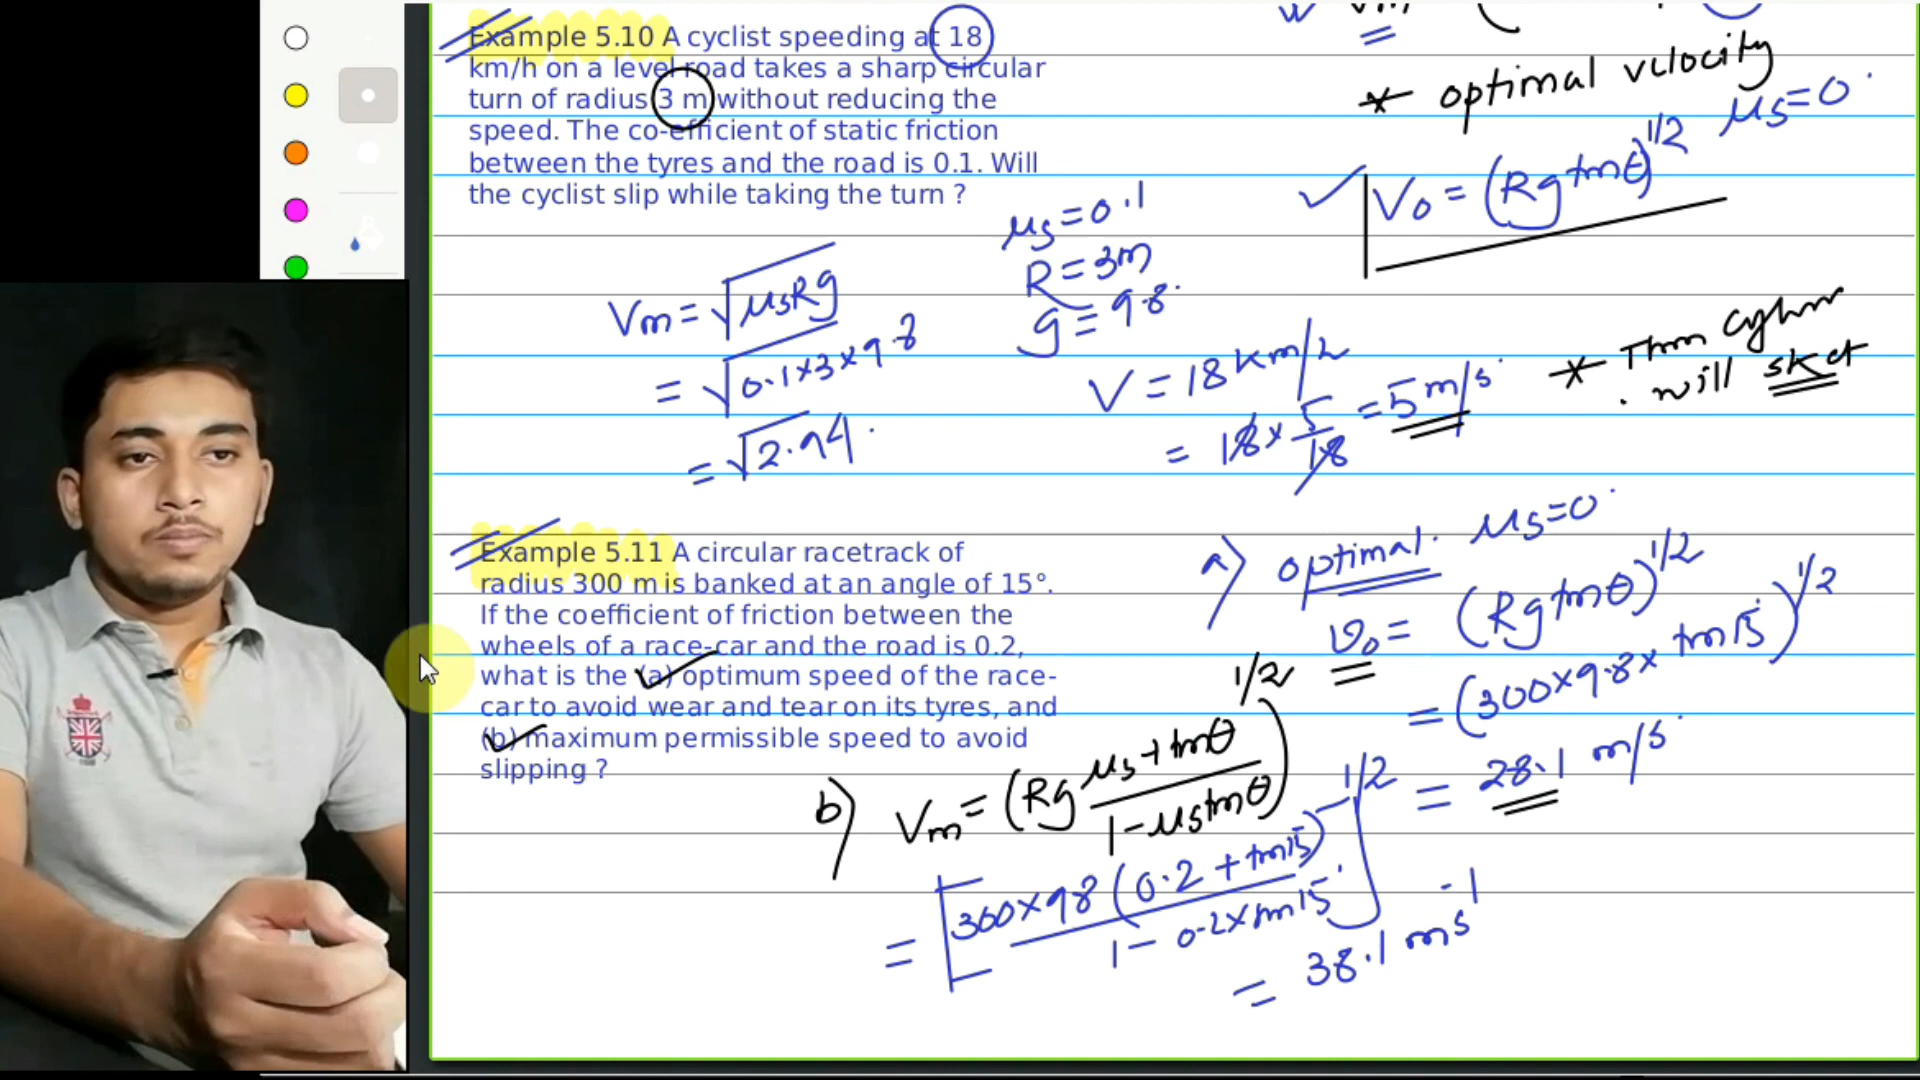 Example 5.10 A cyclist speeding at 18
km/h on a level road takes a sharp circular
turn of radius 3 m without reducing the
speed. The co-efficient of static friction
between the tyres and the road is 0.1. Will
the cyclist slip while taking the turn ?
* optimal velocity
μs=0
V₀ = (Rg tanθ)^1/2
μs=0.1
R=3m
g=9.8
Vm=√μsRg
= √0.1×3×9.8
= √2.94
V = 18 km/h
= 18×5/18 = 5m/s
* Then
will
Example 5.11 A circular racetrack of
radius 300 m is banked at an angle of 15°.
If the coefficient of friction between the
wheels of a race-car and the road is 0.2,
what is the (a) optimum speed of the race-
car to avoid wear and tear on its tyres, and
(b) maximum permissible speed to avoid
slipping ?
a) optimal. μs=0
v₀= (Rg tanθ)^1/2
= (300×9.8× tan15)^1/2
= 28.1 m/s
b) Vm= (Rg μs+tanθ/1-μs tanθ)^1/2
= [300×98(0.2+tan15)/1-0.2×tan15]^1/2
= 38.1 ms⁻¹